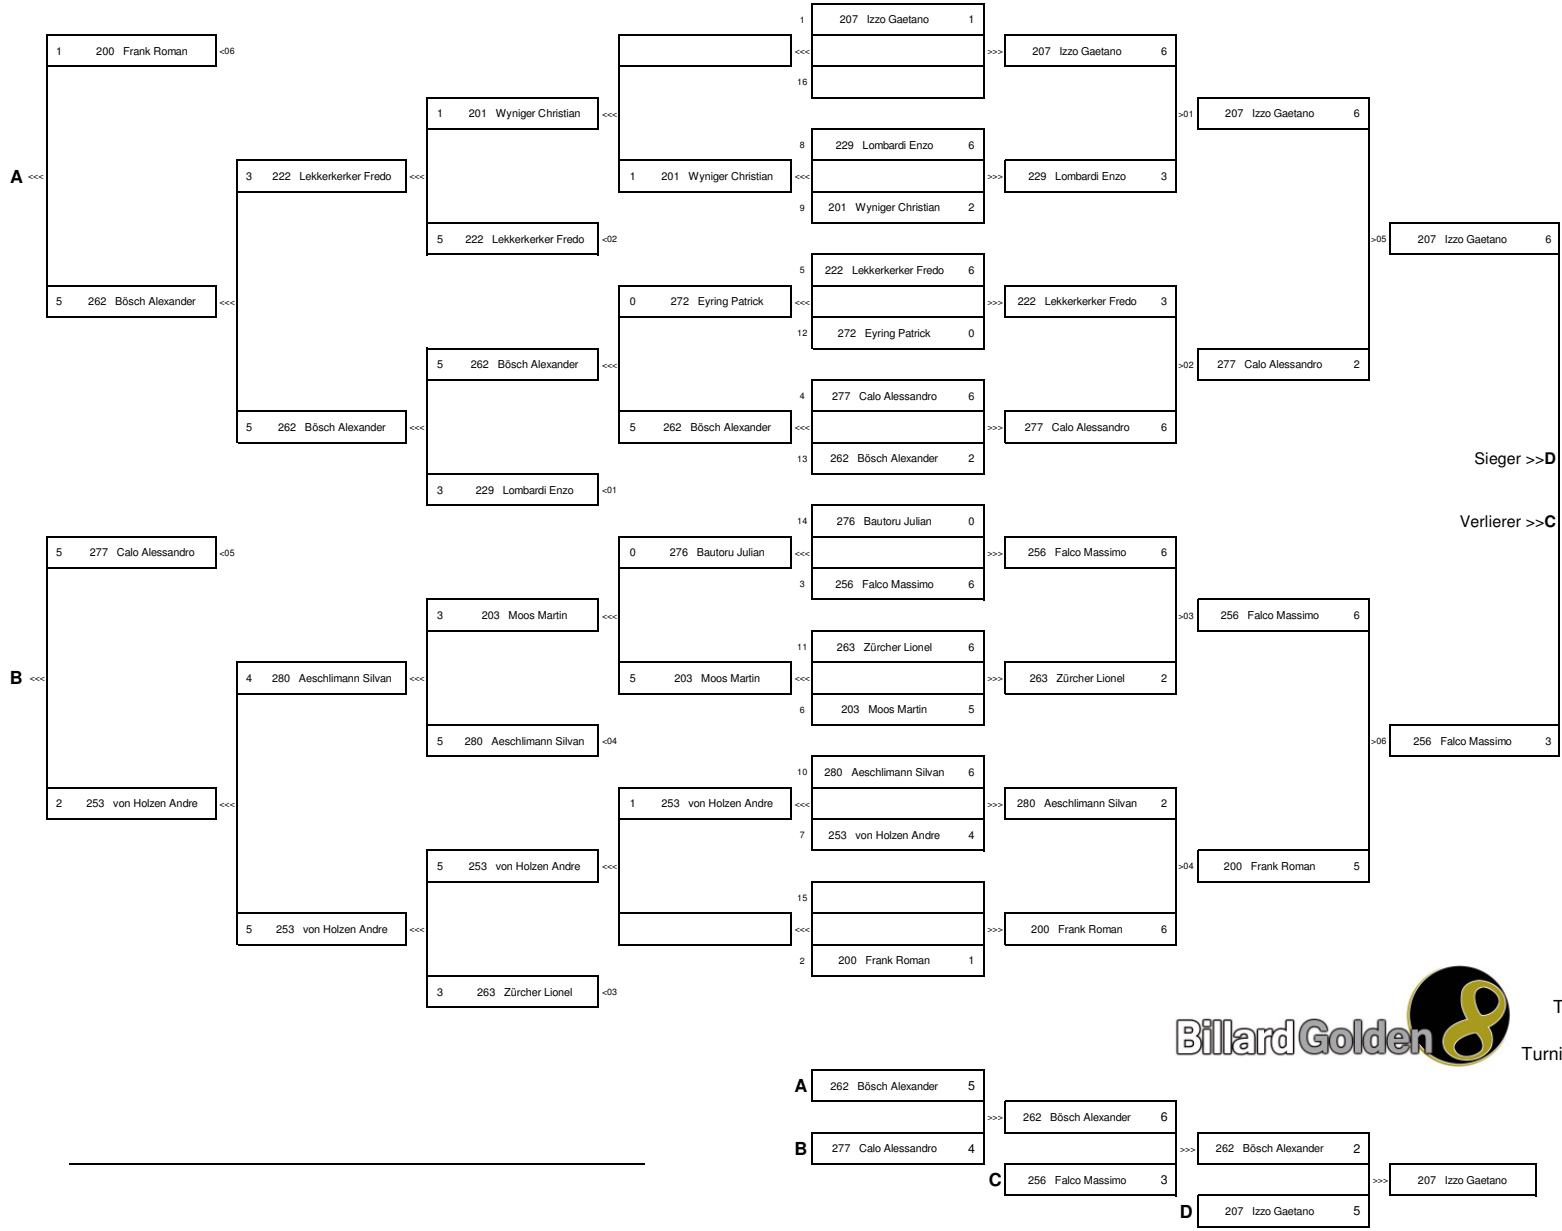 1 207 Izzo Gaetano 1
1 200 Frank Roman <06
<<< >>> 207 Izzo Gaetano 6
16
1 201 Wyniger Christian <<<
>01 207 Izzo Gaetano 6
8 229 Lombardi Enzo 6
A <<< 3 222 Lekkerkerker Fredo <<<
1 201 Wyniger Christian <<< >>> 229 Lombardi Enzo 3
9 201 Wyniger Christian 2
5 222 Lekkerkerker Fredo <02
>05 207 Izzo Gaetano 6
5 222 Lekkerkerker Fredo 6
5 262 Bösch Alexander <<<
0 272 Eyring Patrick <<< >>> 222 Lekkerkerker Fredo 3
12 272 Eyring Patrick 0
5 262 Bösch Alexander <<<
>02 277 Calo Alessandro 2
4 277 Calo Alessandro 6
5 262 Bösch Alexander <<<
5 262 Bösch Alexander <<< >>> 277 Calo Alessandro 6
13 262 Bösch Alexander 2
Sieger >>D
3 229 Lombardi Enzo <01
14 276 Bautoru Julian 0
Verlierer >>C
5 277 Calo Alessandro <05
0 276 Bautoru Julian <<< >>> 256 Falco Massimo 6
3 256 Falco Massimo 6
3 203 Moos Martin <<<
>03 256 Falco Massimo 6
11 263 Zürcher Lionel 6
B <<< 4 280 Aeschlimann Silvan <<<
5 203 Moos Martin <<< >>> 263 Zürcher Lionel 2
6 203 Moos Martin 5
5 280 Aeschlimann Silvan <04
>06 256 Falco Massimo 3
10 280 Aeschlimann Silvan 6
2 253 von Holzen Andre <<<
1 253 von Holzen Andre <<< >>> 280 Aeschlimann Silvan 2
7 253 von Holzen Andre 4
5 253 von Holzen Andre <<<
>04 200 Frank Roman 5
15
5 253 von Holzen Andre <<<
<<< >>> 200 Frank Roman 6
2 200 Frank Roman 1
3 263 Zürcher Lionel <03
T
BillardGolden 8
Turni
A 262 Bösch Alexander 5
>>> 262 Bösch Alexander 6
B 277 Calo Alessandro 4
>>> 262 Bösch Alexander 2
C 256 Falco Massimo 3
>>> 207 Izzo Gaetano
D 207 Izzo Gaetano 5